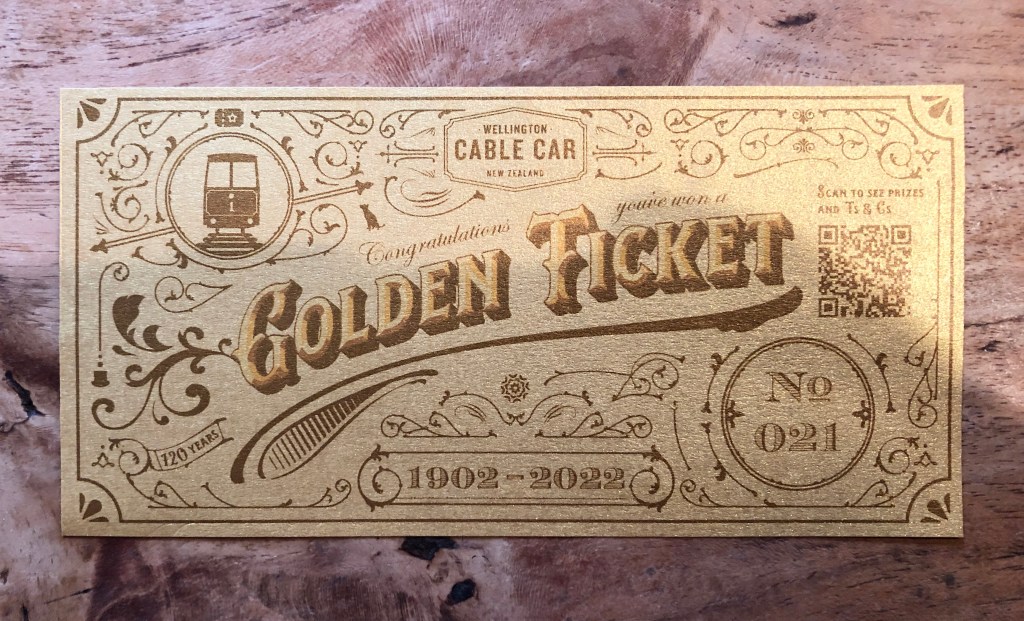 WELLINGTON
CABLE CAR
NEW ZEALAND
SCAN TO SEE PRIZES
AND TS & CS
Congratulations you've won a
GOLDEN TICKET
120 YEARS
1902 - 2022
No
021